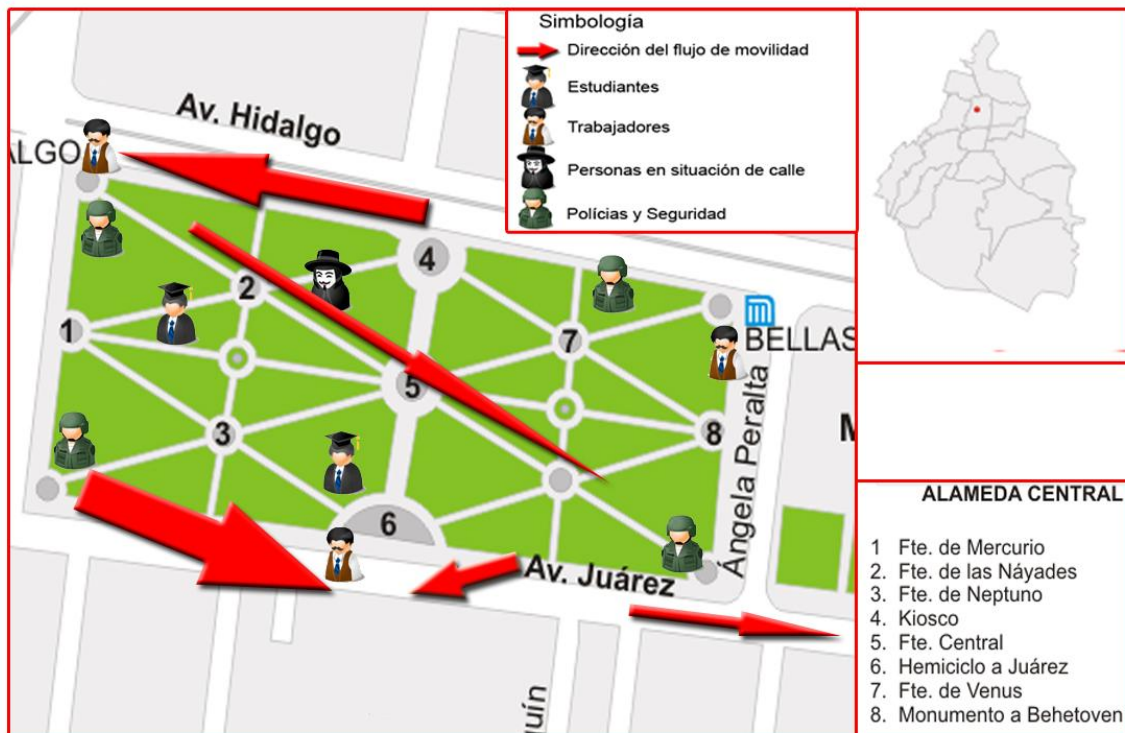 Simbología
Dirección del flujo de movilidad
Estudiantes
Trabajadores
Personas en situación de calle
Polícias y Seguridad
Av. Hidalgo
ALGO
4
2
1
7
BELLAS
5
8
3
M
Ángela Peralta
6
Av. Juárez
quín
ALAMEDA CENTRAL
1 Fte. de Mercurio
2 Fte. de las Náyades
3 Fte. de Neptuno
4. Kiosco
5. Fte. Central
6. Hemiciclo a Juárez
7. Fte. de Venus
8. Monumento a Behetoven